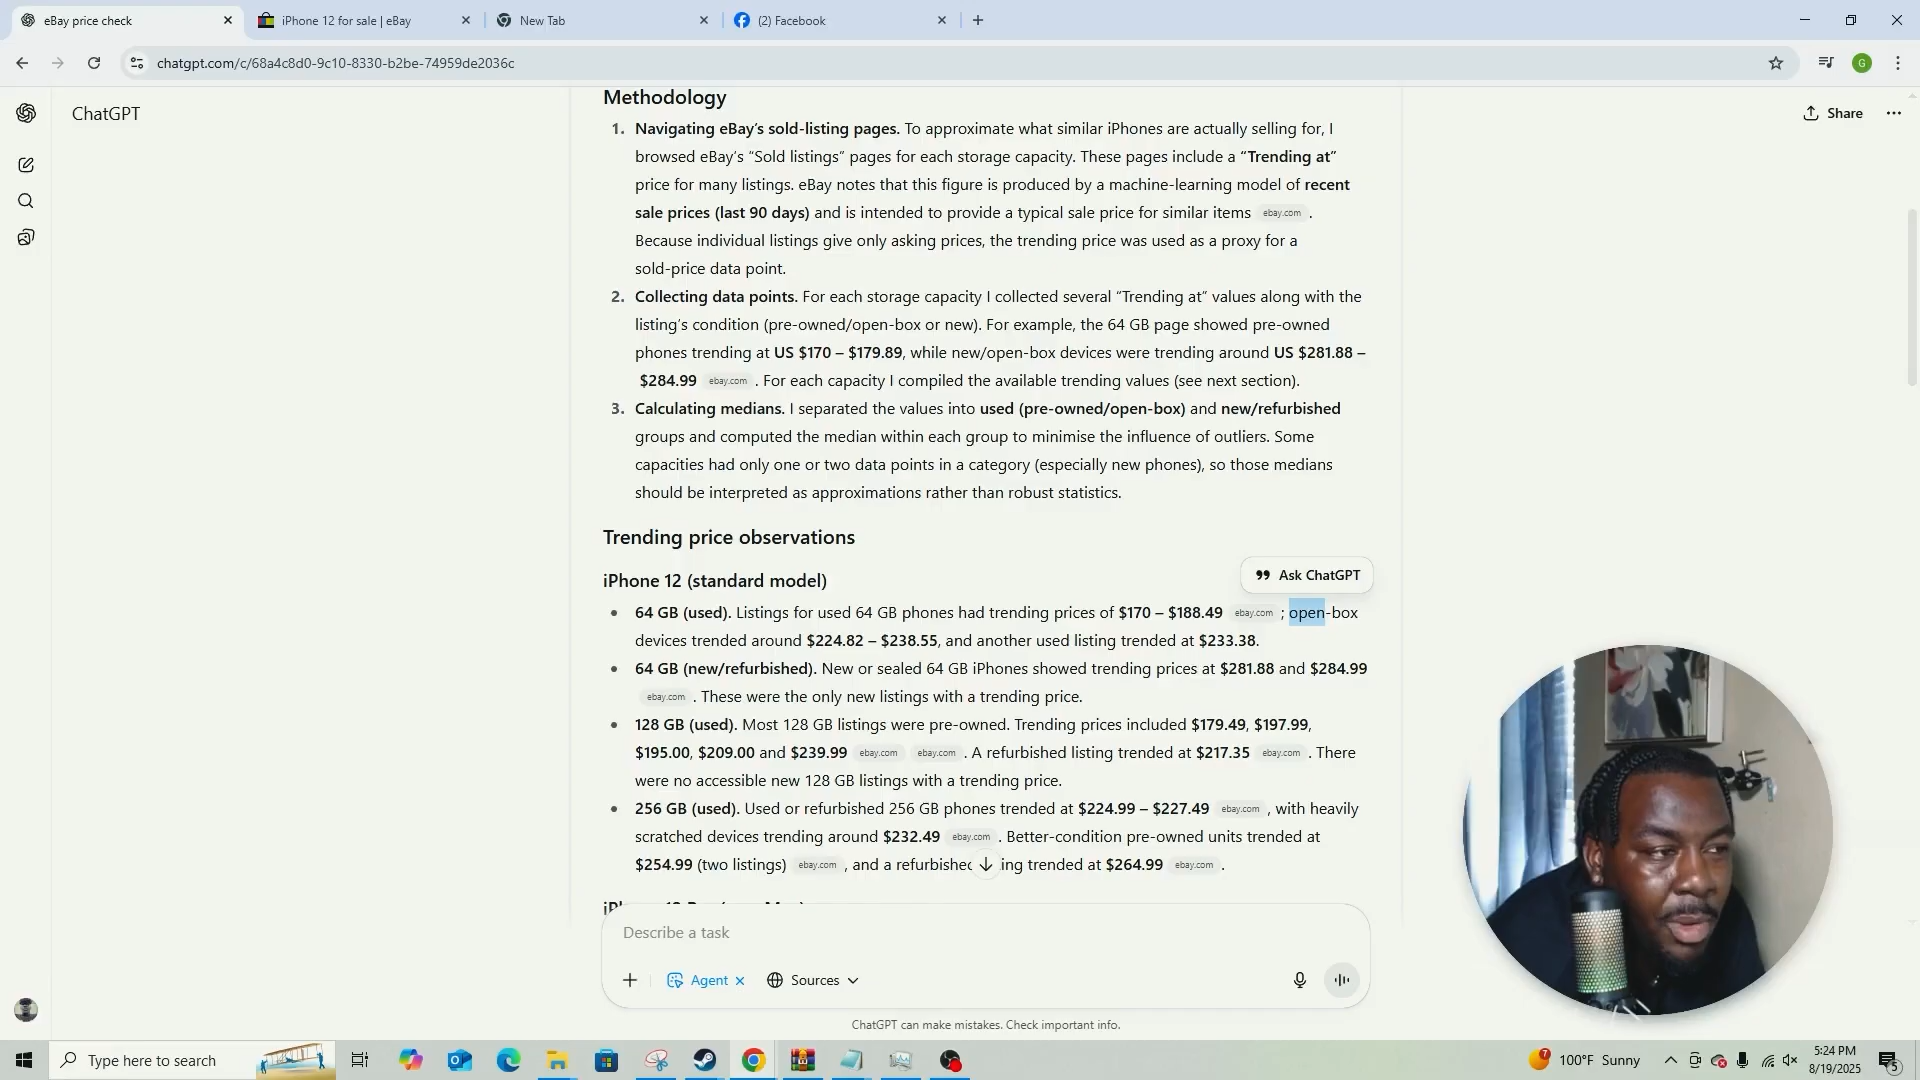 eBay price check
iPhone 12 for sale | eBay
New Tab
(2) Facebook
chatgpt.com/c/68a4c8d0-9c10-8330-b2be-74959de2036c
G
ChatGPT
Share
Methodology
1. Navigating eBay's sold-listing pages. To approximate what similar iPhones are actually selling for, I
browsed eBay's "Sold listings" pages for each storage capacity. These pages include a "Trending at"
price for many listings. eBay notes that this figure is produced by a machine-learning model of recent
sale prices (last 90 days) and is intended to provide a typical sale price for similar items ebay.com .
Because individual listings give only asking prices, the trending price was used as a proxy for a
sold-price data point.
2. Collecting data points. For each storage capacity I collected several "Trending at" values along with the
listing's condition (pre-owned/open-box or new). For example, the 64 GB page showed pre-owned
phones trending at US $170 – $179.89, while new/open-box devices were trending around US $281.88 –
$284.99 ebay.com . For each capacity I compiled the available trending values (see next section).
3. Calculating medians. I separated the values into used (pre-owned/open-box) and new/refurbished
groups and computed the median within each group to minimise the influence of outliers. Some
capacities had only one or two data points in a category (especially new phones), so those medians
should be interpreted as approximations rather than robust statistics.
Trending price observations
Ask ChatGPT
iPhone 12 (standard model)
• 64 GB (used). Listings for used 64 GB phones had trending prices of $170 – $188.49 ebay.com ; open-box
devices trended around $224.82 – $238.55, and another used listing trended at $233.38.
• 64 GB (new/refurbished). New or sealed 64 GB iPhones showed trending prices at $281.88 and $284.99
ebay.com . These were the only new listings with a trending price.
• 128 GB (used). Most 128 GB listings were pre-owned. Trending prices included $179.49, $197.99,
$195.00, $209.00 and $239.99 ebay.com ebay.com . A refurbished listing trended at $217.35 ebay.com . There
were no accessible new 128 GB listings with a trending price.
• 256 GB (used). Used or refurbished 256 GB phones trended at $224.99 – $227.49 ebay.com , with heavily
scratched devices trending around $232.49 ebay.com . Better-condition pre-owned units trended at
$254.99 (two listings) ebay.com , and a refurbished ing trended at $264.99 ebay.com .
Describe a task
Agent
Sources
ChatGPT can make mistakes. Check important info.
Type here to search
7
100°F Sunny
5:24 PM
8/19/2025
5